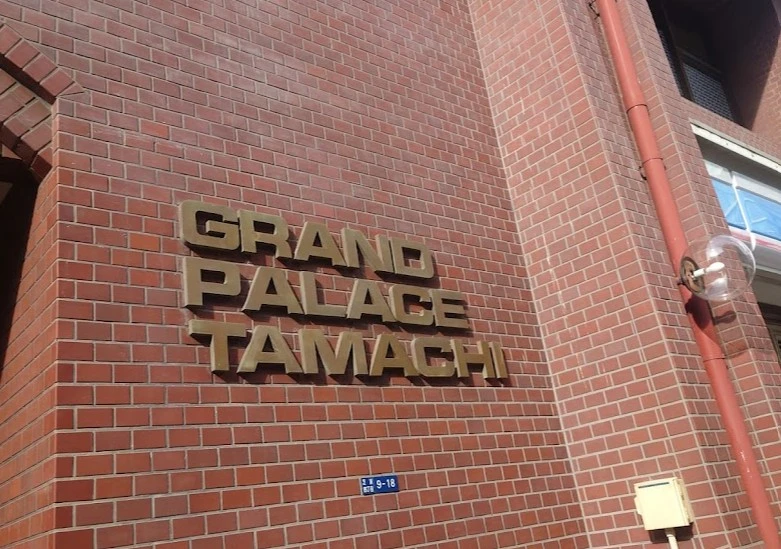 GRAND
PALACE
TAMACHI
9-18